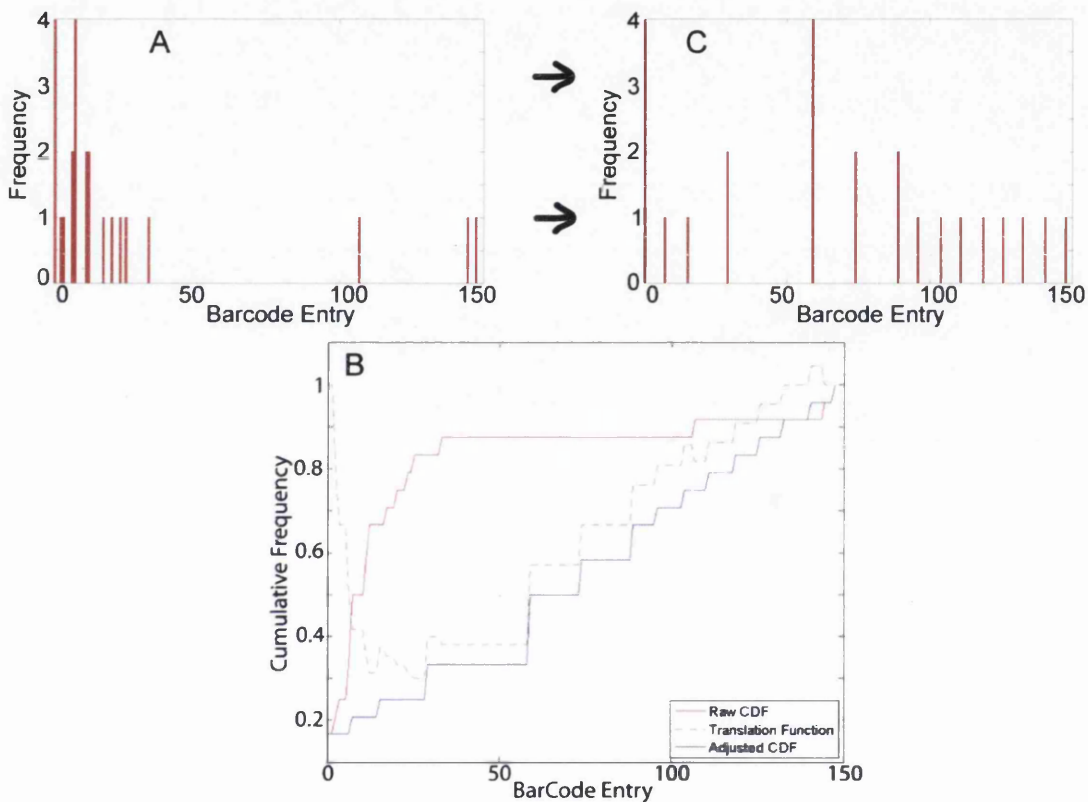 A
Frequency
4
3
2
1
0
0 50 100 150
Barcode Entry
C
Frequency
4
3
2
1
0
0 50 100 150
Barcode Entry
B
Cumulative Frequency
1
0.8
0.6
0.4
0.2
0 50 100 150
BarCode Entry
Raw CDF
Translation Function
Adjusted CDF